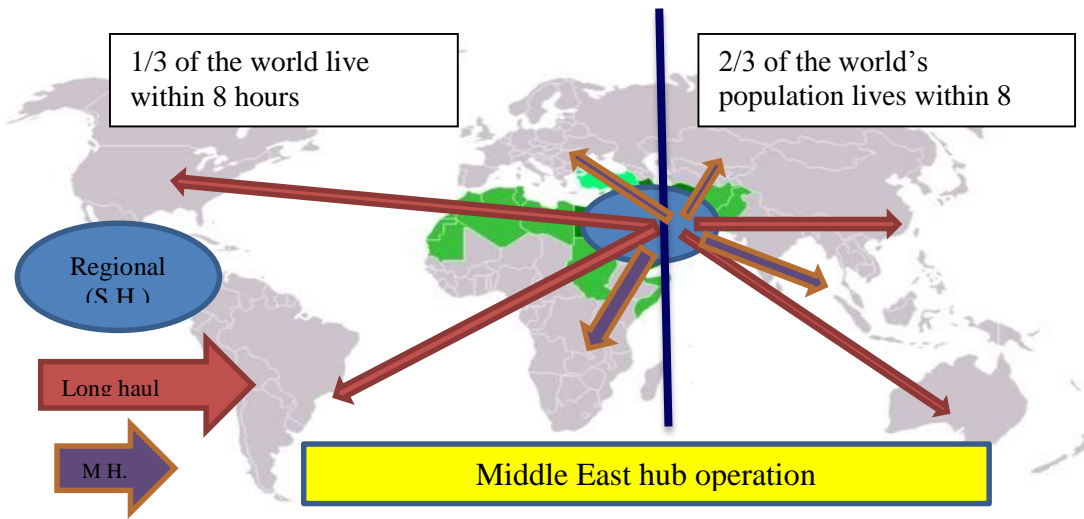 1/3 of the world live
within 8 hours
2/3 of the world's
population lives within 8
Regional
(S.H.)
Long haul
M.H.
Middle East hub operation